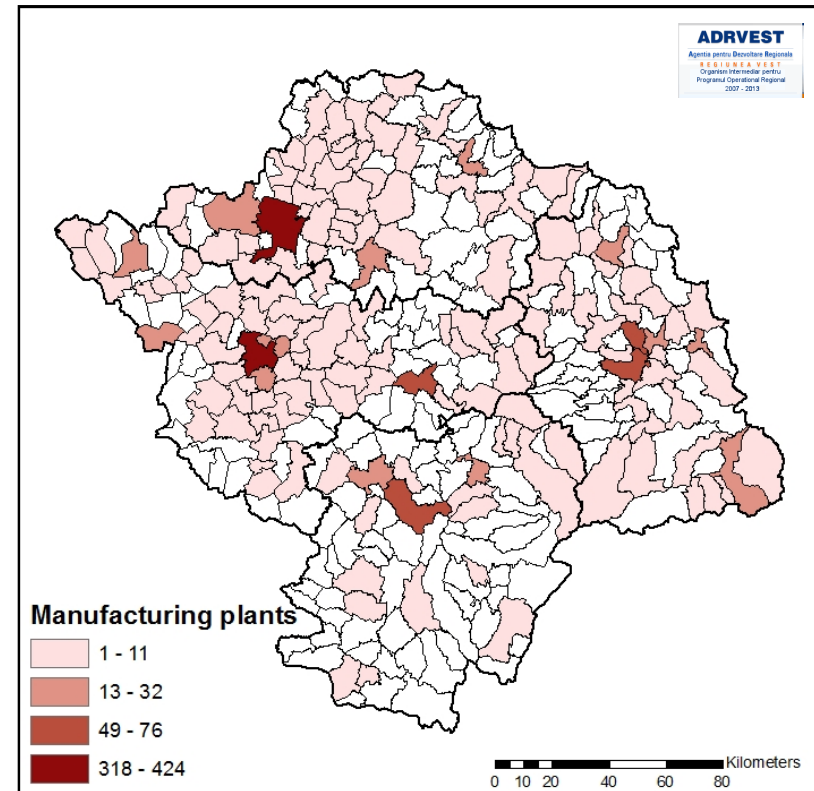 ADRVEST
Agentia pentru Dezvoltare Regionala
REGIUNEA VEST
Organism Intermediar pentru
Programul Operational Regional
2007 - 2013
Manufacturing plants
1 - 11
13 - 32
49 - 76
318 - 424
Kilometers
0 10 20 40 60 80